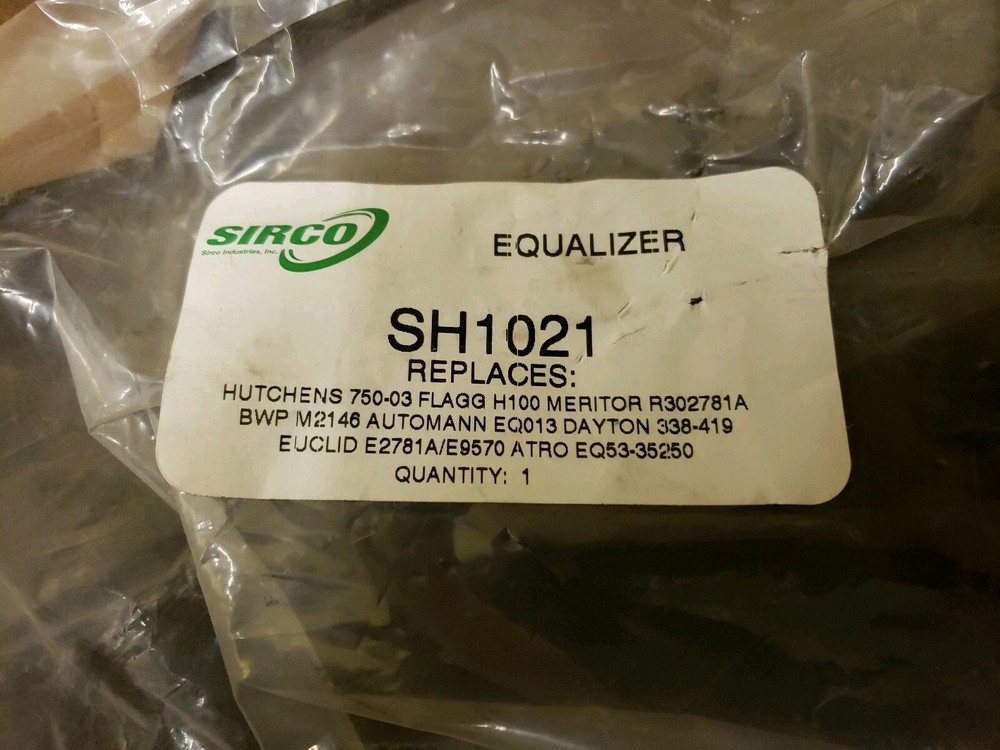 SIRCO
Sirco Industries, Inc.
EQUALIZER
SH1021
REPLACES:
HUTCHENS 750-03 FLAGG H100 MERITOR R302781A
BWP M2146 AUTOMANN EQ013 DAYTON 338-419
EUCLID E2781A/E9570 ATRO EQ53-35250
QUANTITY: 1